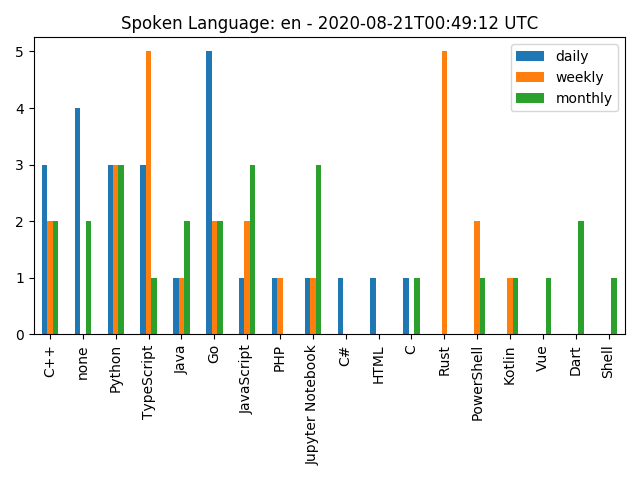 Spoken Language: en - 2020-08-21T00:49:12 UTC
daily
weekly
monthly
5
4
3
2
1
0
C++
none
Python
TypeScript
Java
Go
JavaScript
PHP
Jupyter Notebook
C#
HTML
C
Rust
PowerShell
Kotlin
Vue
Dart
Shell